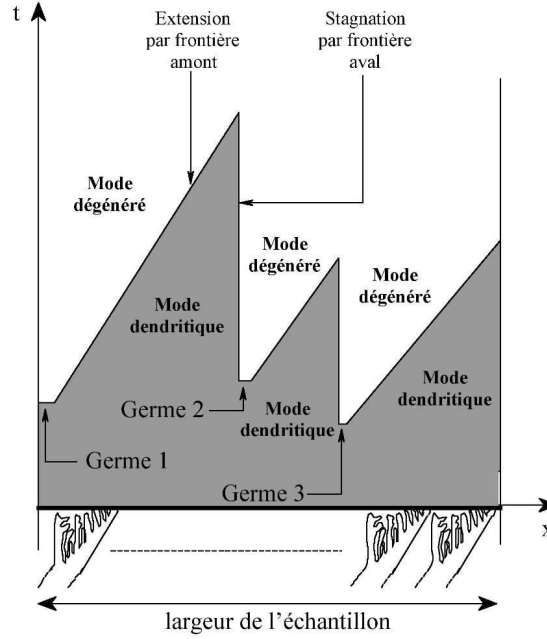 t
Extension
par frontière
amont
Stagnation
par frontière
aval
Mode
dégénéré
Mode
dégénéré
Mode
dégénéré
Mode
dendritique
Mode
dendritique
Mode
dendritique
Germe 2
Germe 1
Germe 3
x
largeur de l'échantillon